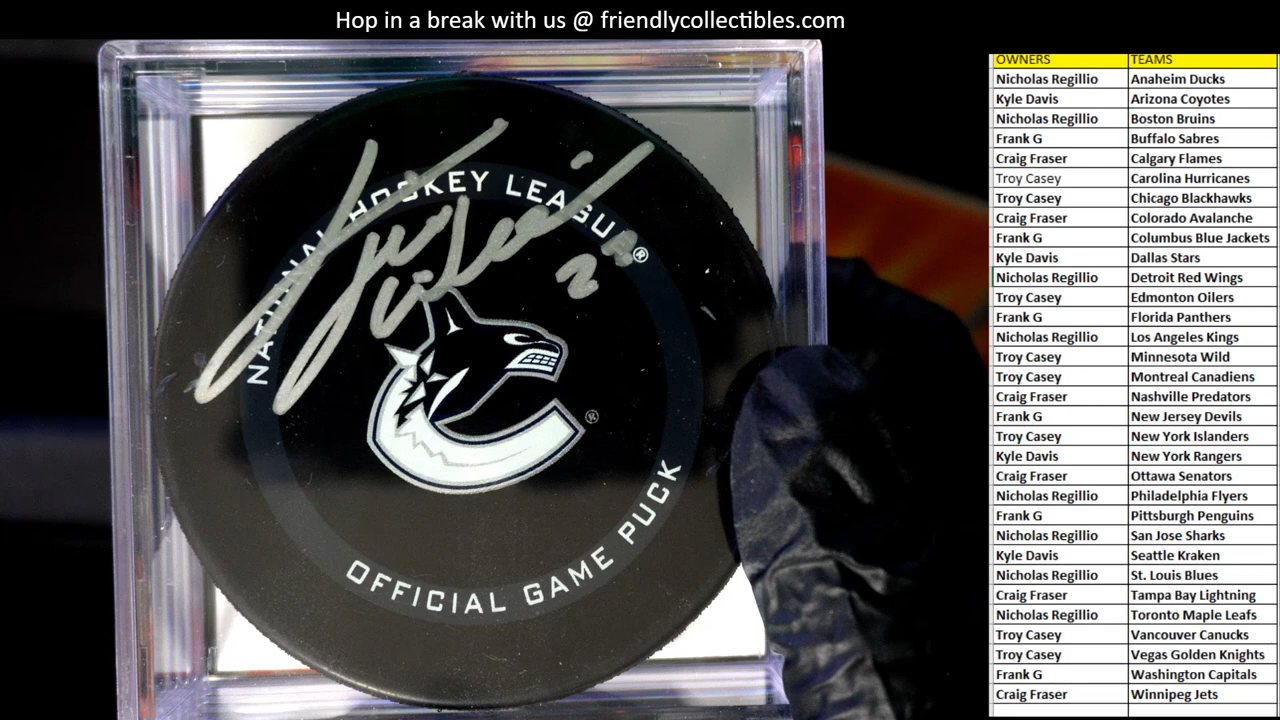 Hop in a break with us @ friendlycollectibles.com
NATIONAL HOCKEY LEAGUE®
2
®
OFFICIAL GAME PUCK
OWNERS TEAMS
Nicholas Regillio Anaheim Ducks
Kyle Davis Arizona Coyotes
Nicholas Regillio Boston Bruins
Frank G Buffalo Sabres
Craig Fraser Calgary Flames
Troy Casey Carolina Hurricanes
Troy Casey Chicago Blackhawks
Craig Fraser Colorado Avalanche
Frank G Columbus Blue Jackets
Kyle Davis Dallas Stars
Nicholas Regillio Detroit Red Wings
Troy Casey Edmonton Oilers
Frank G Florida Panthers
Nicholas Regillio Los Angeles Kings
Troy Casey Minnesota Wild
Troy Casey Montreal Canadiens
Craig Fraser Nashville Predators
Frank G New Jersey Devils
Troy Casey New York Islanders
Kyle Davis New York Rangers
Craig Fraser Ottawa Senators
Nicholas Regillio Philadelphia Flyers
Frank G Pittsburgh Penguins
Nicholas Regillio San Jose Sharks
Kyle Davis Seattle Kraken
Nicholas Regillio St. Louis Blues
Craig Fraser Tampa Bay Lightning
Nicholas Regillio Toronto Maple Leafs
Troy Casey Vancouver Canucks
Troy Casey Vegas Golden Knights
Frank G Washington Capitals
Craig Fraser Winnipeg Jets